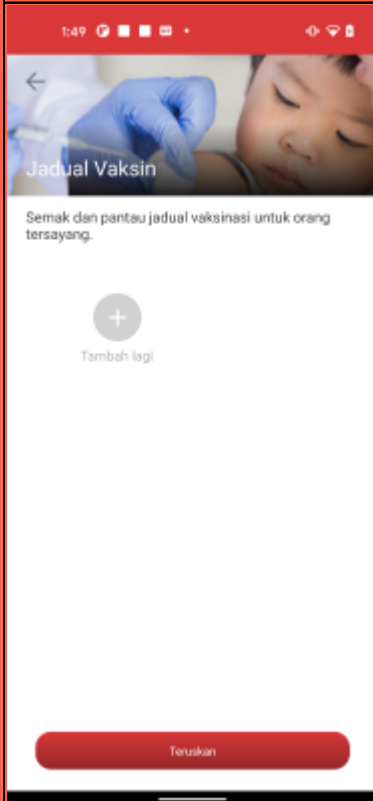 1:49
Jadual Vaksin
Semak dan pantau jadual vaksinasi untuk orang
tersayang.
Tambah lagi
Teruskan